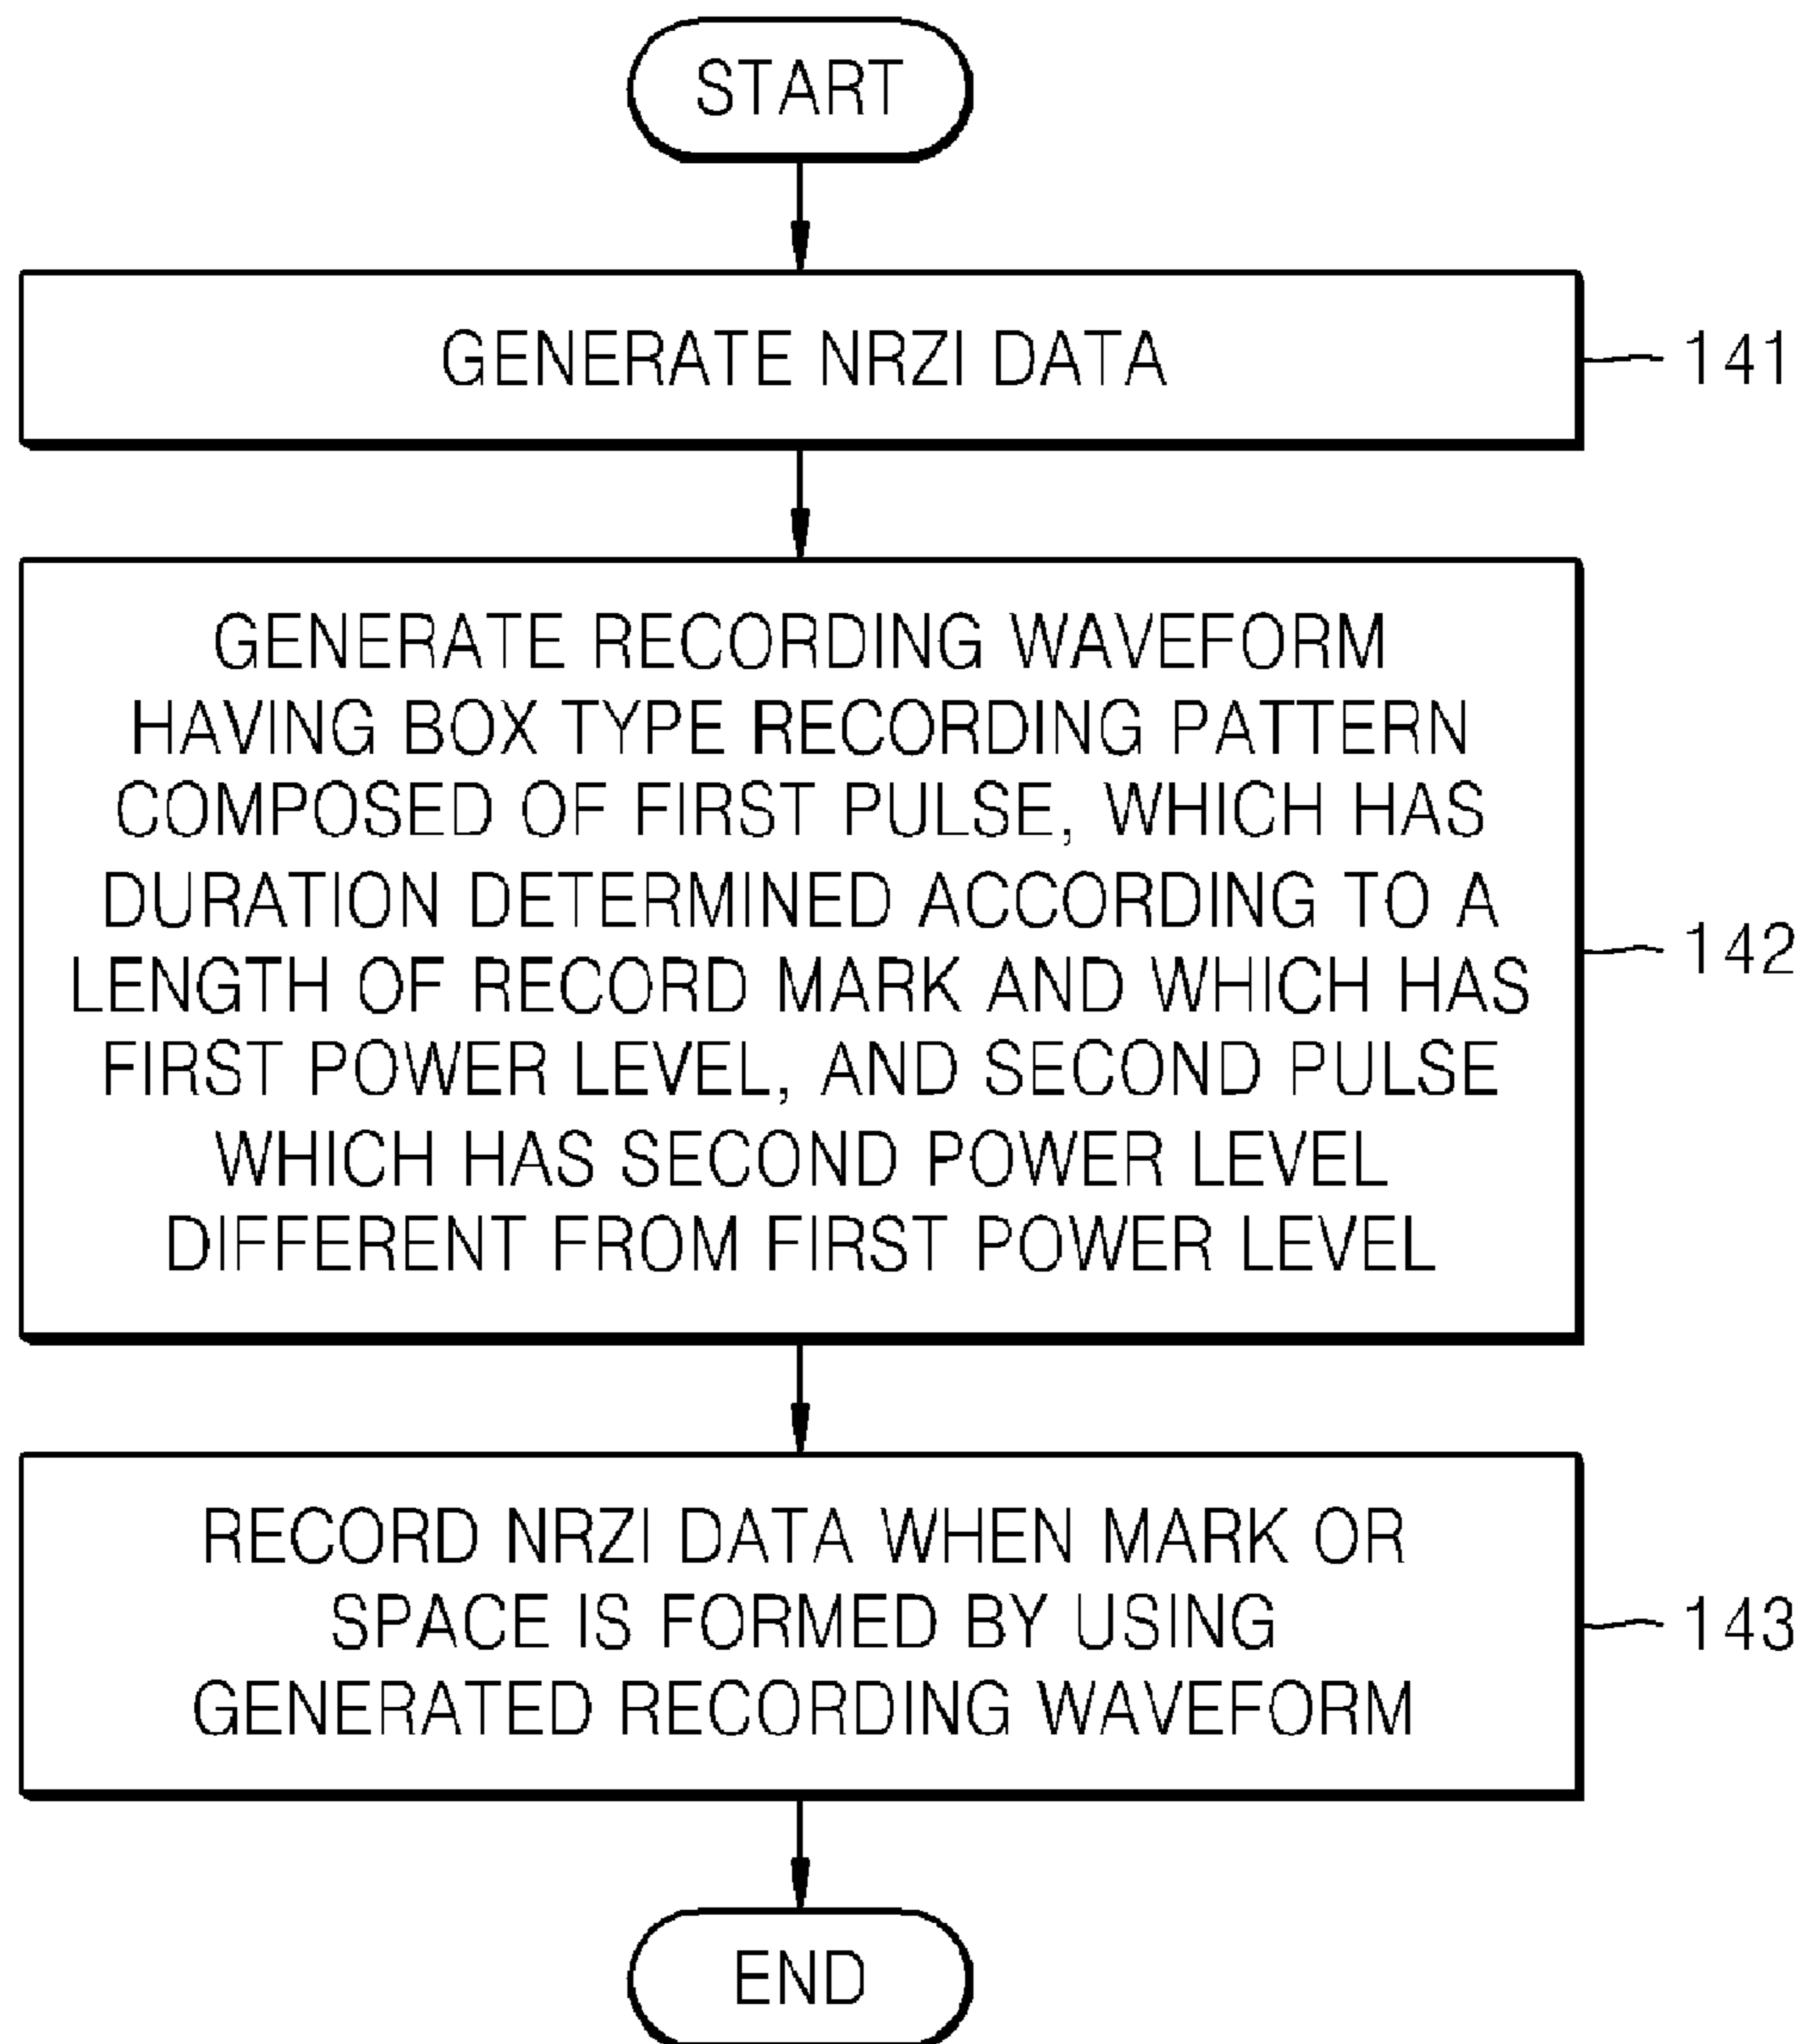 START
GENERATE NRZI DATA
141
GENERATE RECORDING WAVEFORM
HAVING BOX TYPE RECORDING PATTERN
COMPOSED OF FIRST PULSE, WHICH HAS
DURATION DETERMINED ACCORDING TO A
LENGTH OF RECORD MARK AND WHICH HAS
FIRST POWER LEVEL, AND SECOND PULSE
WHICH HAS SECOND POWER LEVEL
DIFFERENT FROM FIRST POWER LEVEL
142
RECORD NRZI DATA WHEN MARK OR
SPACE IS FORMED BY USING
GENERATED RECORDING WAVEFORM
143
END